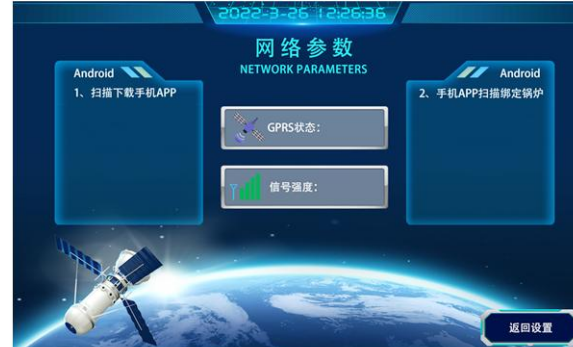 2022-3-26 12:26:36
网络参数
NETWORK PARAMETERS
Android
1、扫描下载手机APP
Android
2、手机APP扫描绑定锅炉
GPRS状态：
信号强度：
返回设置